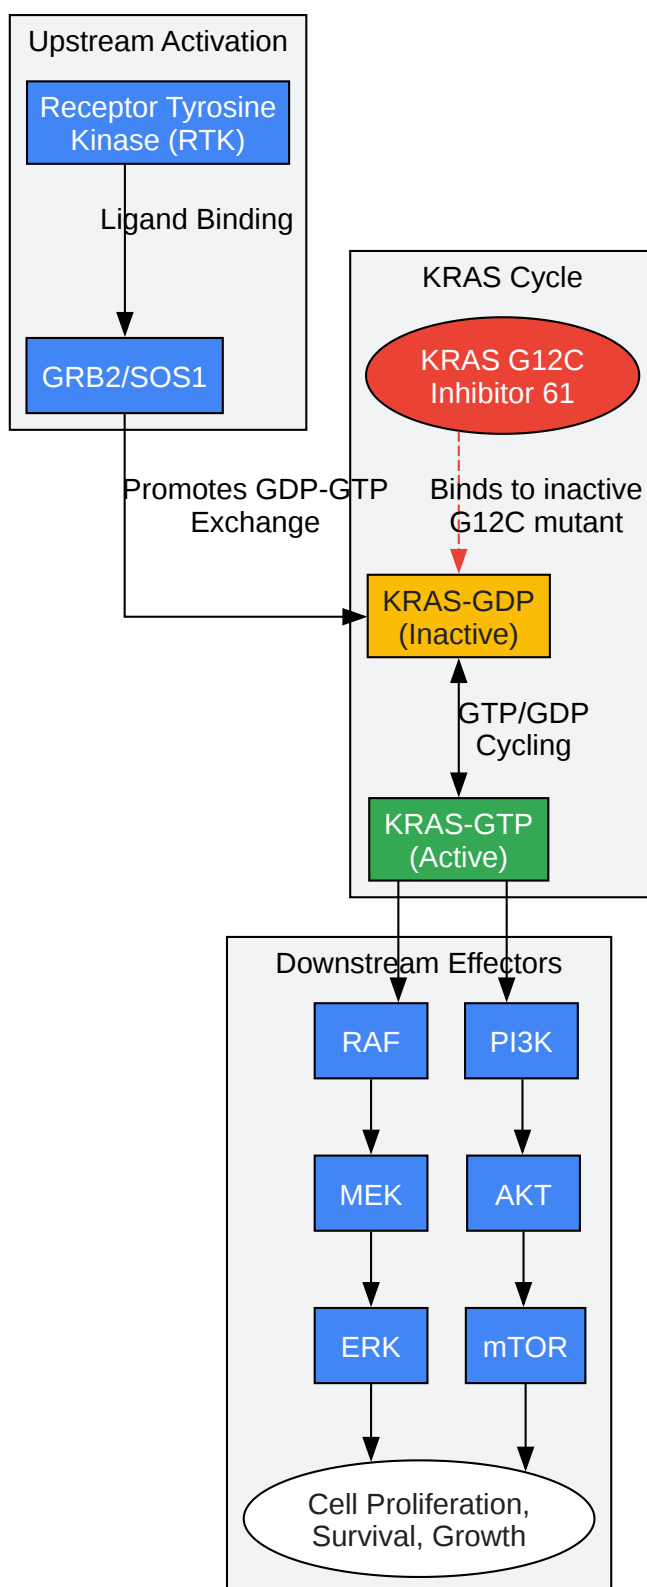 Upstream Activation
Receptor Tyrosine
Kinase (RTK)
Ligand Binding
GRB2/SOS1
Promotes GDP-GTP
Exchange
KRAS Cycle
KRAS G12C
Inhibitor 61
Binds to inactive
G12C mutant
KRAS-GDP
(Inactive)
GTP/GDP
Cycling
KRAS-GTP
(Active)
Downstream Effectors
RAF
PI3K
MEK
AKT
ERK
mTOR
Cell Proliferation,
Survival, Growth